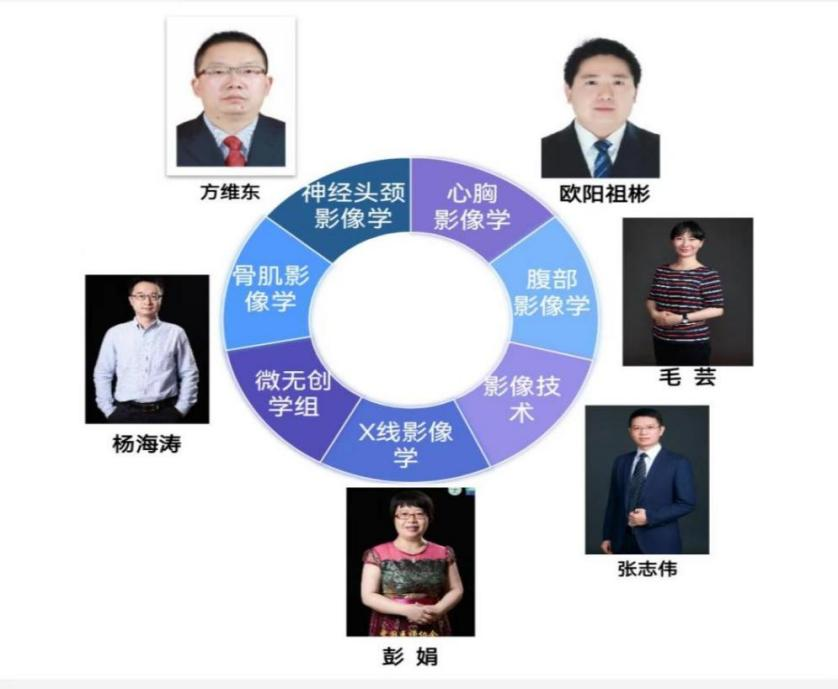 方维东
欧阳祖彬
神经头颈
影像学
心胸
影像学
骨肌影
像学
腹部
影像学
微无创
学组
影像技
术
X线影像
学
毛 芸
杨海涛
张志伟
彭 娟